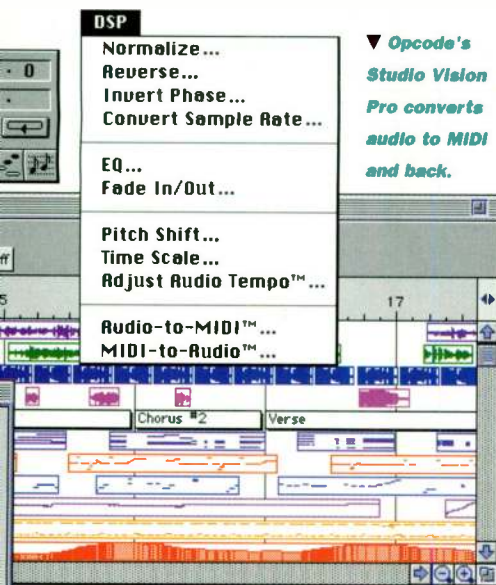 DSP
Normalize...
Reverse...
Invert Phase...
Convert Sample Rate...
EQ...
Fade In/Out...
Pitch Shift...
Time Scale...
Adjust Audio Tempo™...
Audio-to-MIDI™...
MIDI-to-Audio™...
▼ Opcode's
Studio Vision
Pro converts
audio to MIDI
and back.
0
17
Chorus #2
Verse